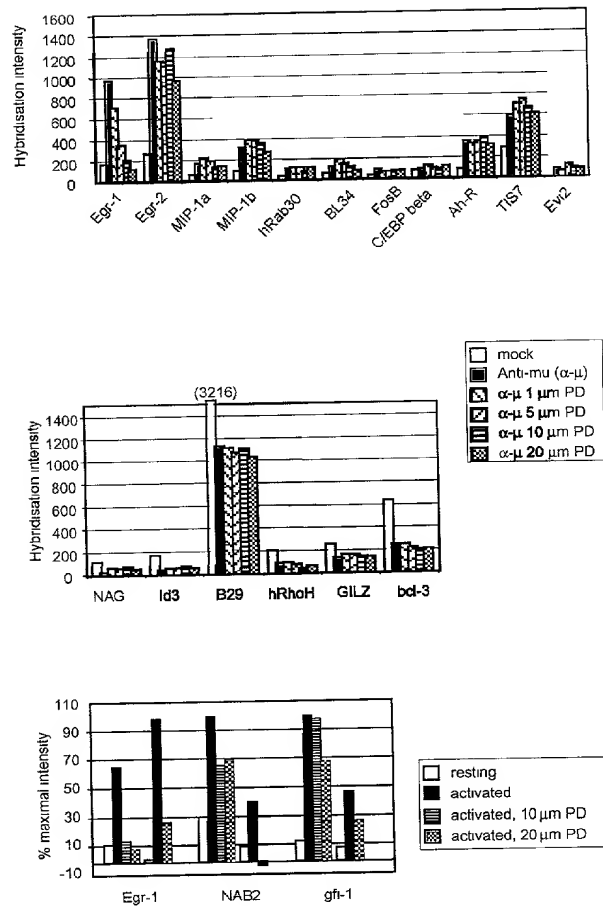 1600
1400
1200
1000
800
600
400
200
0
Hybridisation intensity
Egr-1
Egr-2
MIP-1a
MIP-1b
hRab30
BL34
FosB
C/EBP beta
Ah-R
TIS7
Evi2
mock
Anti-mu (α-μ)
α-μ 1 μm PD
α-μ 5 μm PD
α-μ 10 μm PD
α-μ 20 μm PD
(3216)
1400
1200
1000
800
600
400
200
0
Hybridisation intensity
NAG
Id3
B29
hRhoH
GILZ
bcl-3
110
90
70
50
30
10
-10
% maximal intensity
Egr-1
NAB2
gfi-1
resting
activated
activated, 10 μm PD
activated, 20 μm PD